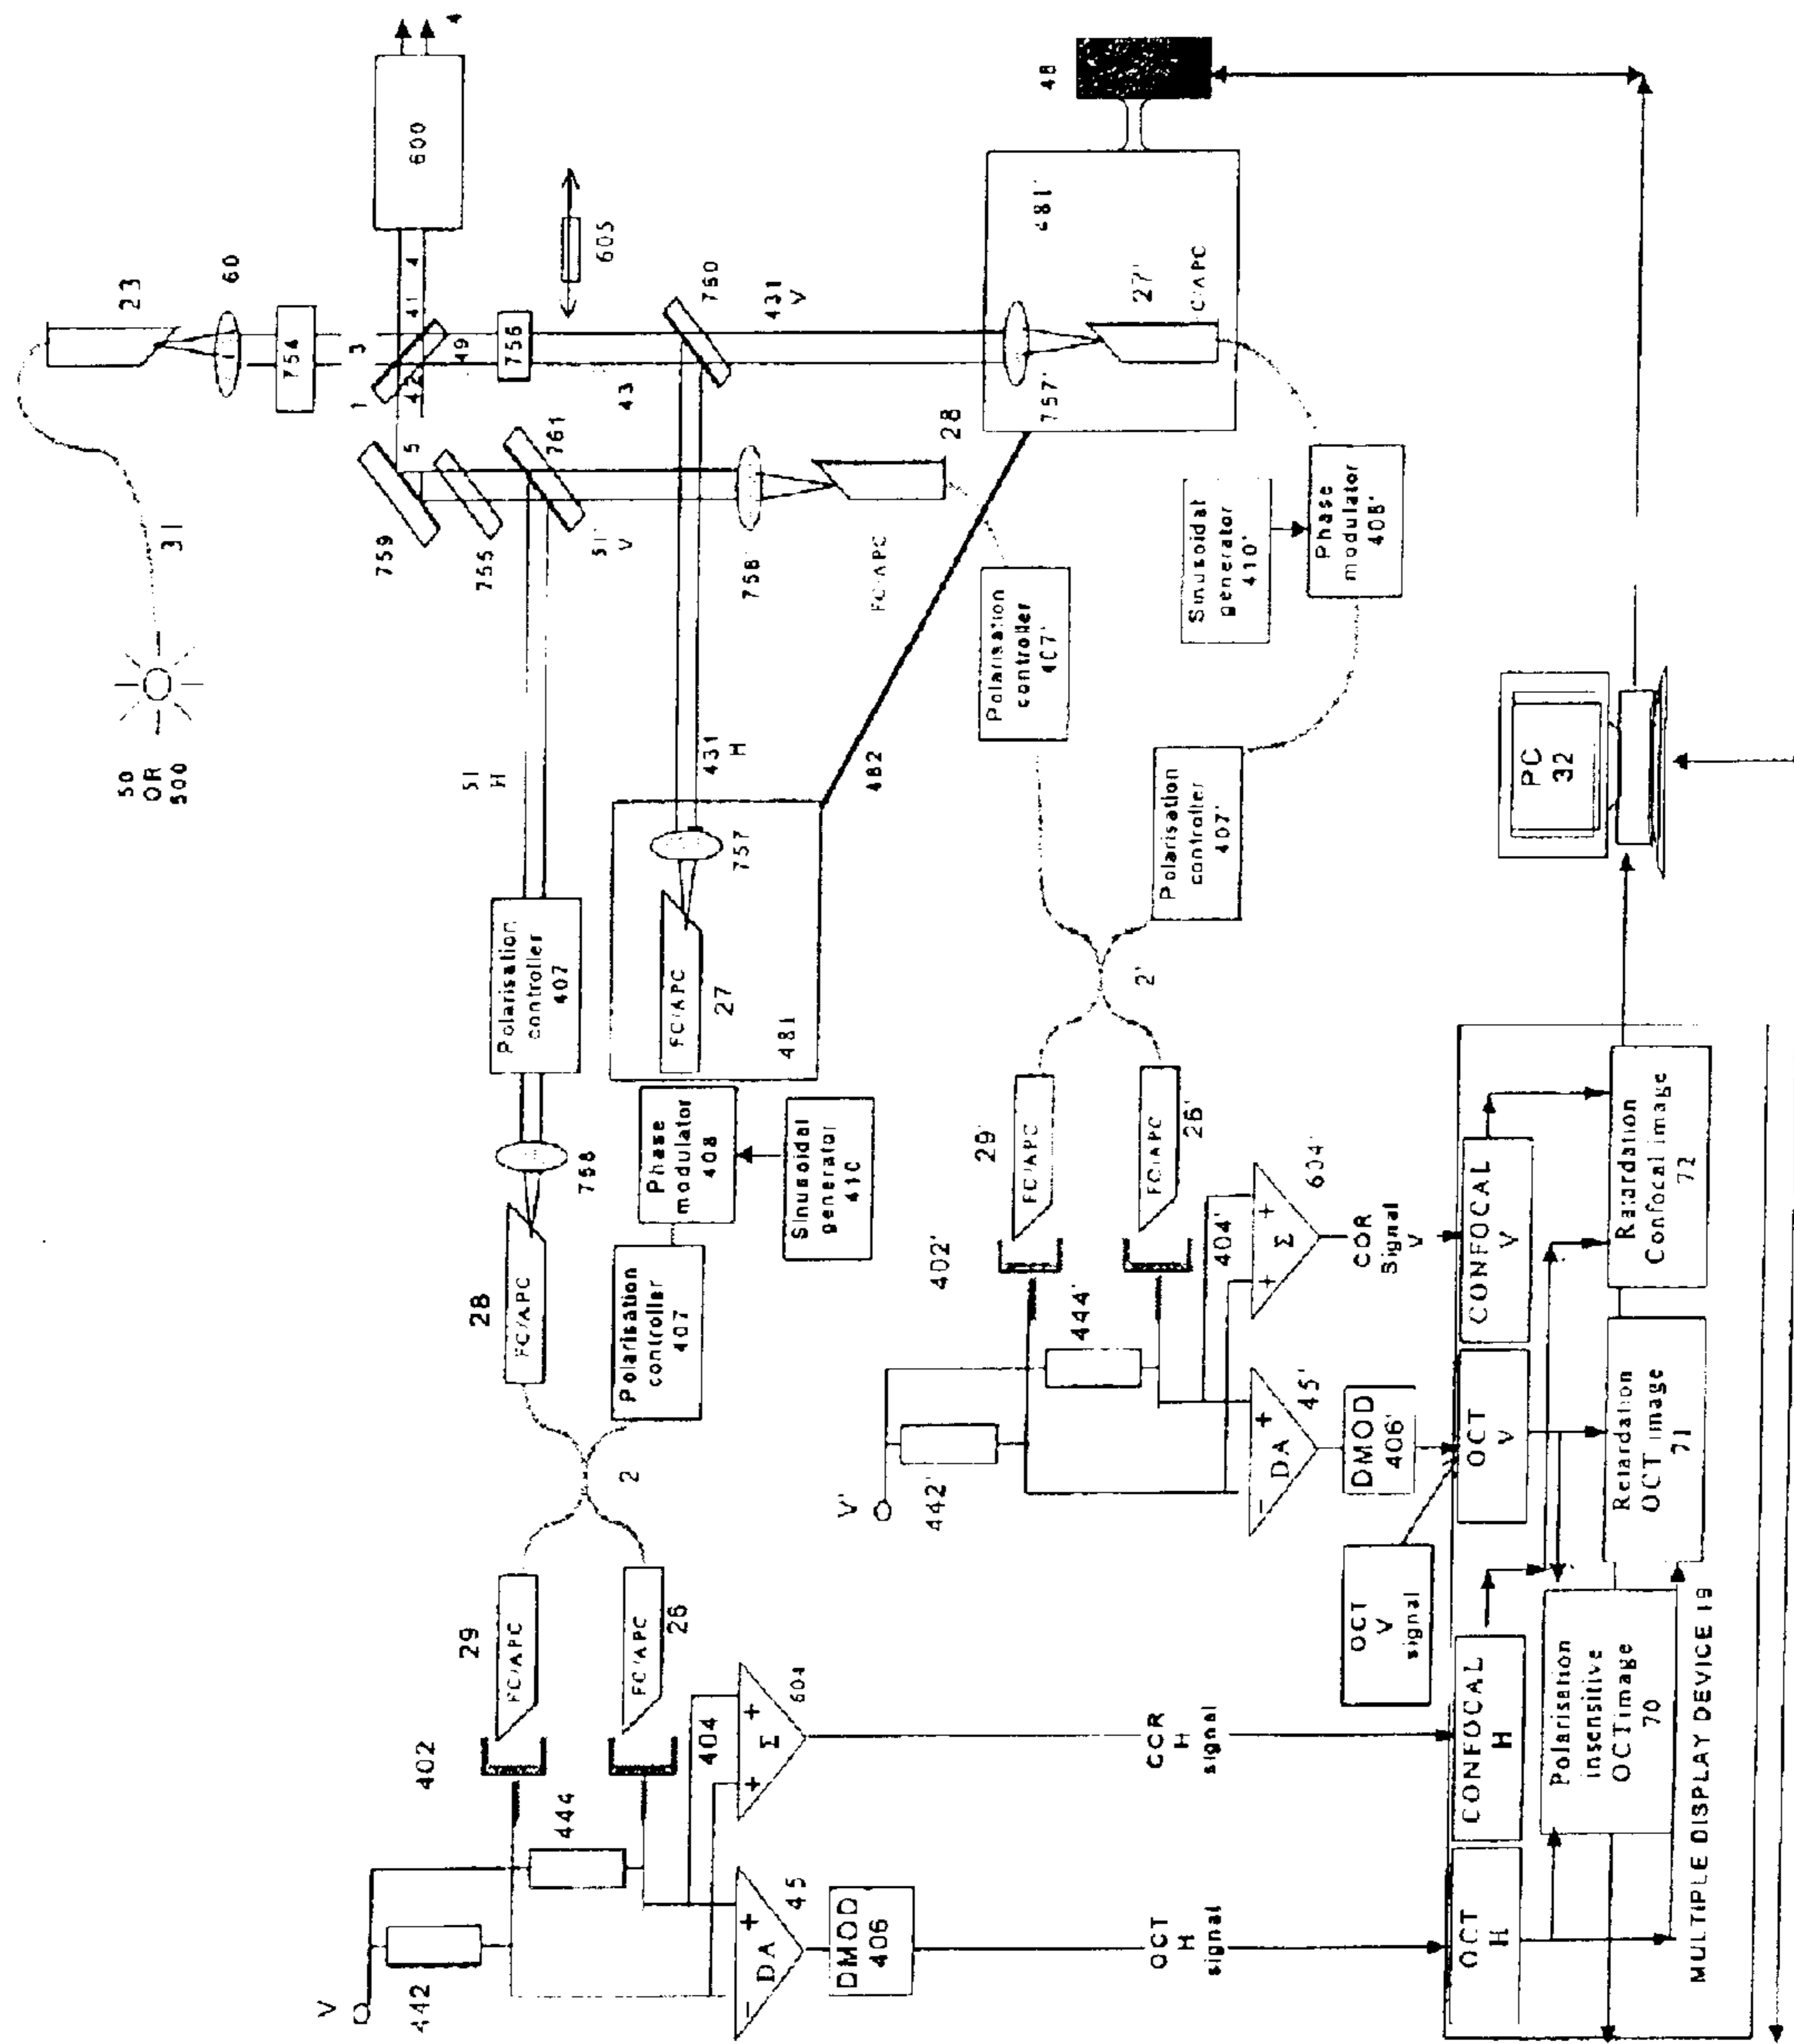 50
OR
500
31
23
60
754
3
1
42
41
4
49
600
4
5
759
755
761
756
605
43
760
431
V
51
H
51'
V
758'
28
FC/APC
431
H
482
757'
27'
481'
48
Polarisation
controller
407
757
FC/APC
27
481
758
FC/APC
28
Phase
modulator
408
Sinusoidal
generator
410
Polarisation
controller
407
2
Polarisation
controller
407'
Sinusoidal
generator
410'
Phase
modulator
408'
Polarisation
controller
407'
2'
PC
32
FC/APC
29
FC/APC
26
402
404
444
442
V
DA
- +
45
Σ
+ +
604
DMOD
406
FC/APC
29'
FC/APC
26'
402'
404'
444'
442'
V'
DA
- +
45'
Σ
+ +
604'
DMOD
406'
OCT
H
signal
CCR
H
signal
OCT
V
signal
COR
Signal
V
OCT
H
CONFOCAL
H
OCT
V
CONFOCAL
V
Polarisation
insensitive
OCT image
70
Retardation
OCT image
71
Retardation
Confocal image
72
MULTIPLE DISPLAY DEVICE 19